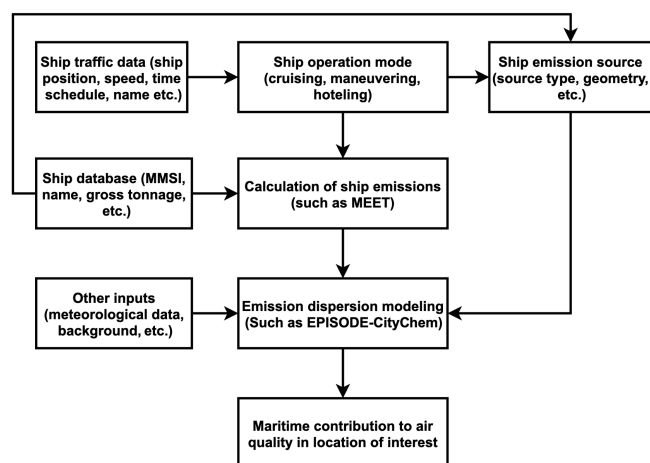 Ship traffic data (ship
position, speed, time
schedule, name etc.)
Ship operation mode
(cruising, maneuvering,
hoteling)
Ship emission source
(source type, geometry,
etc.)
Ship database (MMSI,
name, gross tonnage,
etc.)
Calculation of ship emissions
(such as MEET)
Other inputs
(meteorological data,
background, etc.)
Emission dispersion modeling
(Such as EPISODE-CityChem)
Maritime contribution to air
quality in location of interest